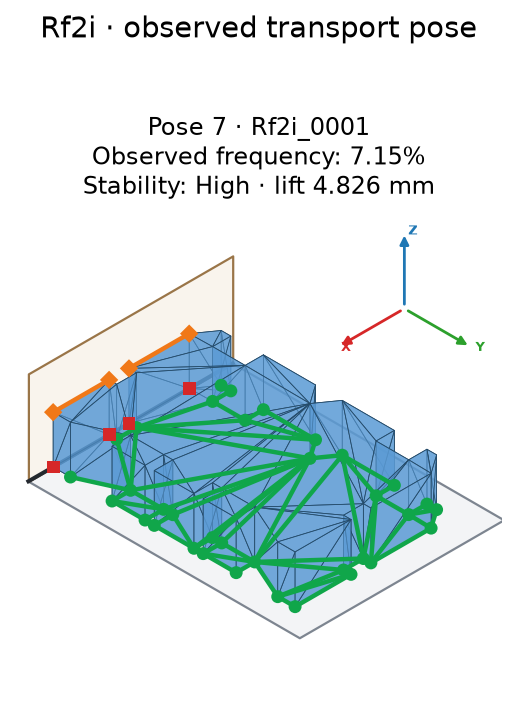 Rf2i · observed transport pose
Pose 7 · Rf2i_0001
Observed frequency: 7.15%
Stability: High · lift 4.826 mm
Z
X
Y